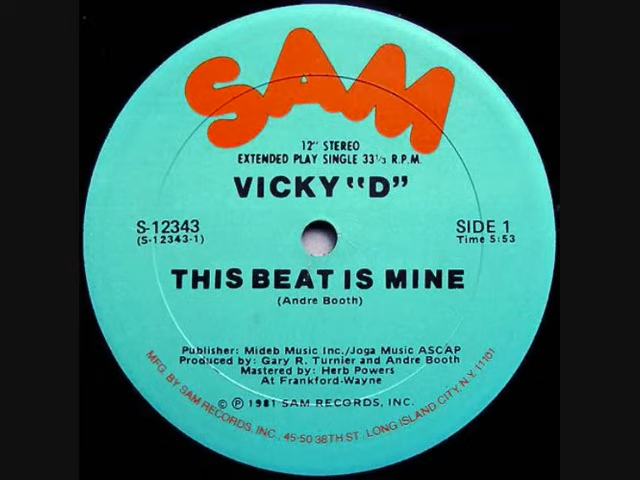 SAM
12" STEREO
EXTENDED PLAY SINGLE 33⅓ R.P.M.
VICKY "D"
S-12343
(S-12343-1)
SIDE 1
Time 5:53
THIS BEAT IS MINE
(Andre Booth)
Publisher: Mideb Music Inc./Joga Music ASCAP
Produced by: Gary R. Turnier and Andre Booth
Mastered by: Herb Powers
At Frankford-Wayne
© ℗ 1981 SAM RECORDS, INC.
MFG. BY SAM RECORDS, INC., 45-50 38TH ST., LONG ISLAND CITY, N.Y. 11101